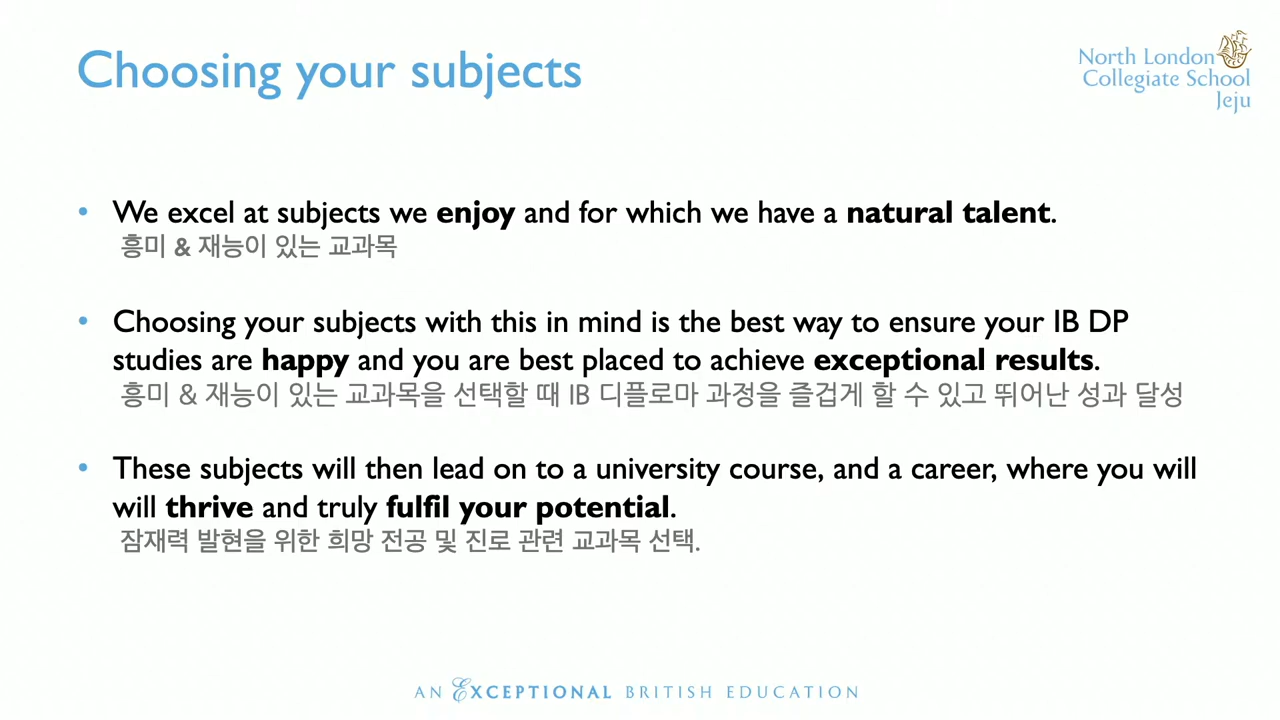 Choosing your subjects
North London
Collegiate School
Jeju
• We excel at subjects we enjoy and for which we have a natural talent.
흥미 & 재능이 있는 교과목
• Choosing your subjects with this in mind is the best way to ensure your IB DP
studies are happy and you are best placed to achieve exceptional results.
흥미 & 재능이 있는 교과목을 선택할 때 IB 디플로마 과정을 즐겁게 할 수 있고 뛰어난 성과 달성
• These subjects will then lead on to a university course, and a career, where you will
will thrive and truly fulfil your potential.
잠재력 발현을 위한 희망 전공 및 진로 관련 교과목 선택.
AN EXCEPTIONAL BRITISH EDUCATION